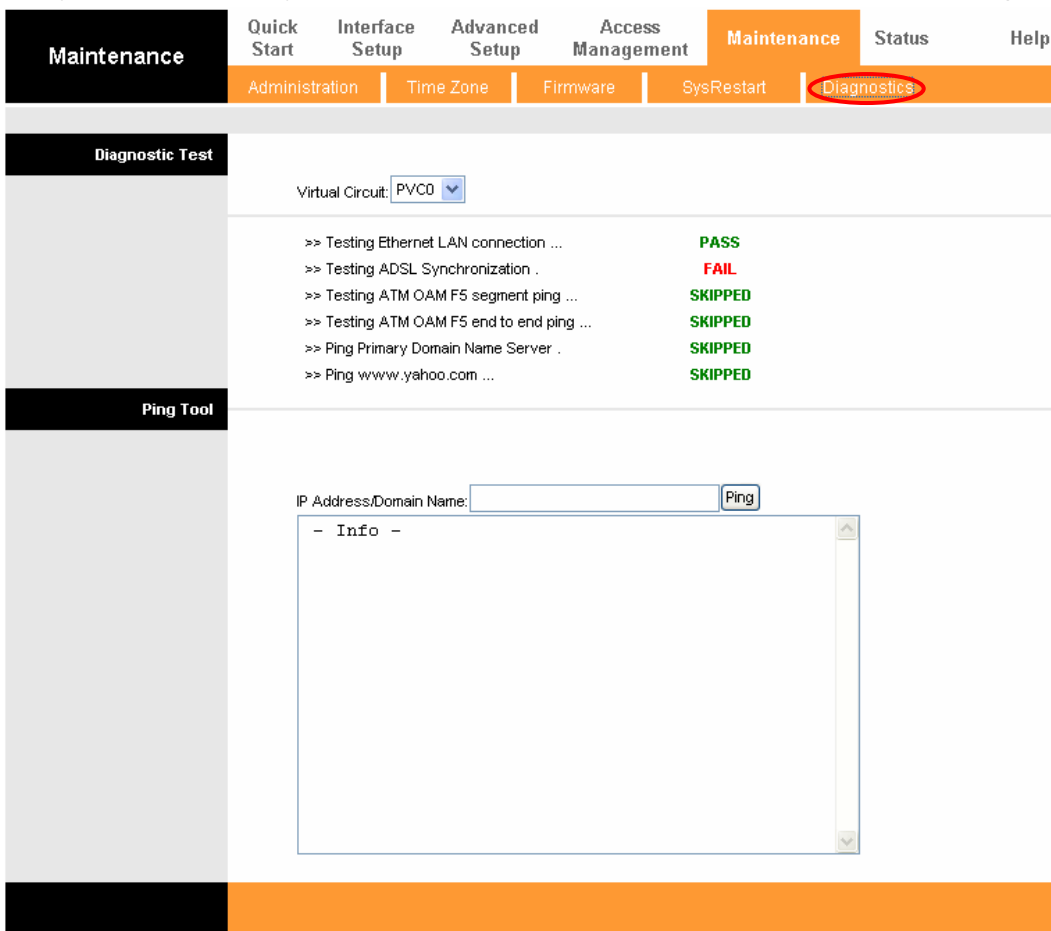 Maintenance
Quick Start
Interface Setup
Advanced Setup
Access Management
Maintenance
Status
Help
Administration
Time Zone
Firmware
SysRestart
Diagnostics
Diagnostic Test
Virtual Circuit: PVC0
>> Testing Ethernet LAN connection ... PASS
>> Testing ADSL Synchronization . FAIL
>> Testing ATM OAM F5 segment ping ... SKIPPED
>> Testing ATM OAM F5 end to end ping ... SKIPPED
>> Ping Primary Domain Name Server . SKIPPED
>> Ping www.yahoo.com ... SKIPPED
Ping Tool
IP Address/Domain Name: Ping
- Info -